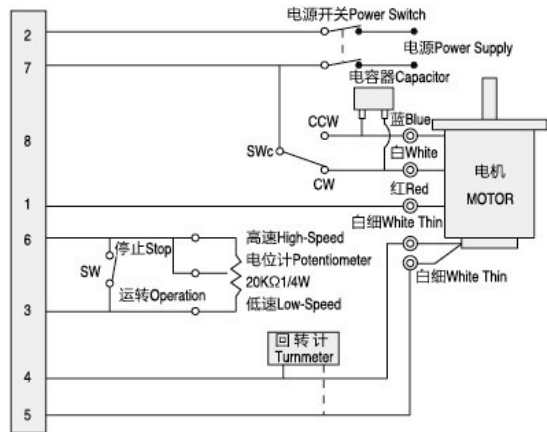 2
电源开关Power Switch
电源Power Supply
7
电容器Capacitor
CCW
蓝Blue
8
SWc
白White
电机
MOTOR
CW
红Red
1
白细White Thin
6
高速High-Speed
停止Stop
电位计Potentiometer
SW
20KΩ1/4W
白细White Thin
运转Operation
低速Low-Speed
3
回转计
Turnmeter
4
5